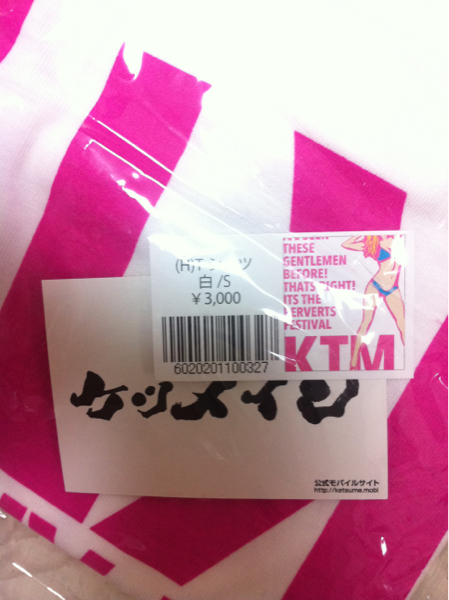 (H)Tシャツ
白 /S
¥3,000
6020201100327
THESE
GENTLEMEN
BEFORE!
THATS RIGHT!
ITS THE
PERVERTS
FESTIVAL
KTM
ケツメイシ
公式モバイルサイト
http://ketsume.mobi